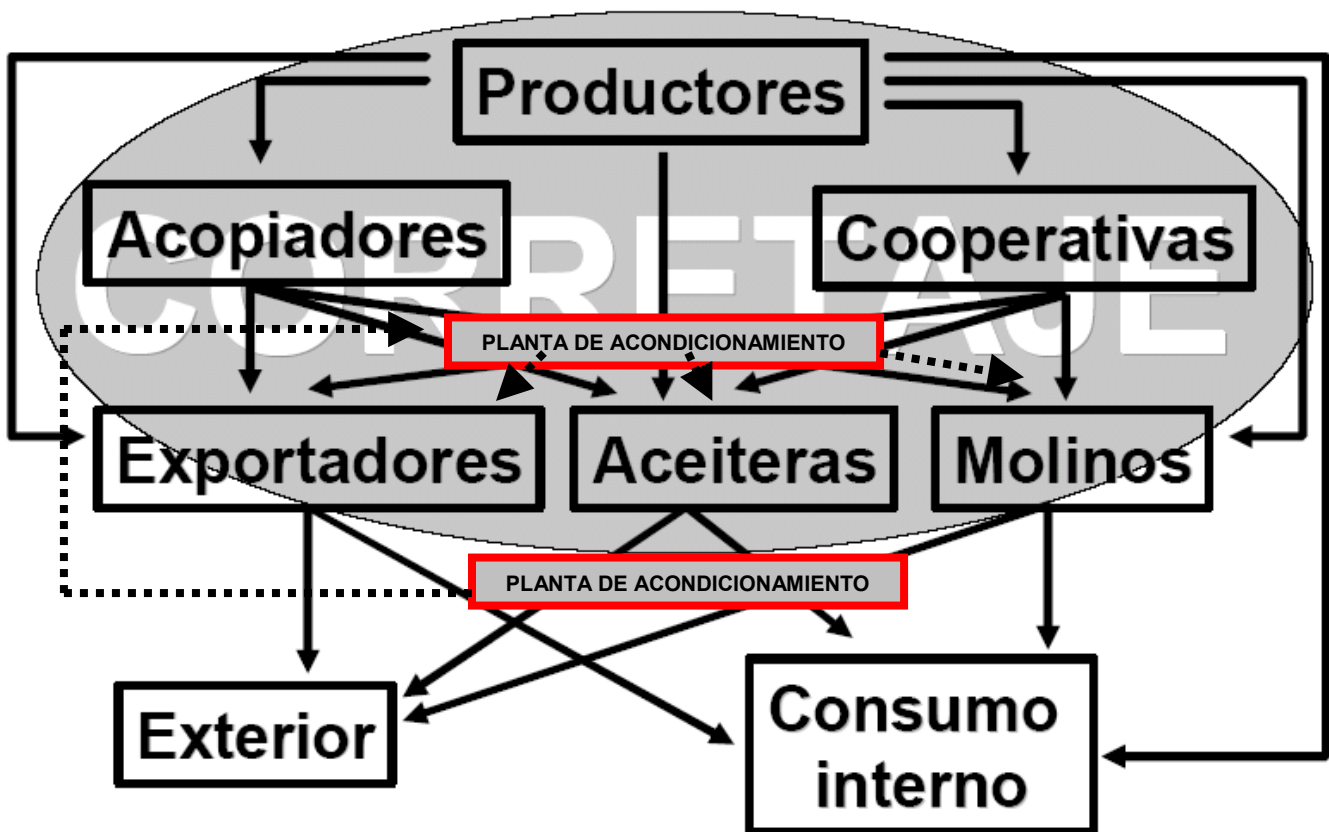 Productores
Acopiadores
Cooperativas
CORRETAJE
PLANTA DE ACONDICIONAMIENTO
Exportadores
Aceiteras
Molinos
PLANTA DE ACONDICIONAMIENTO
Exterior
Consumo
interno